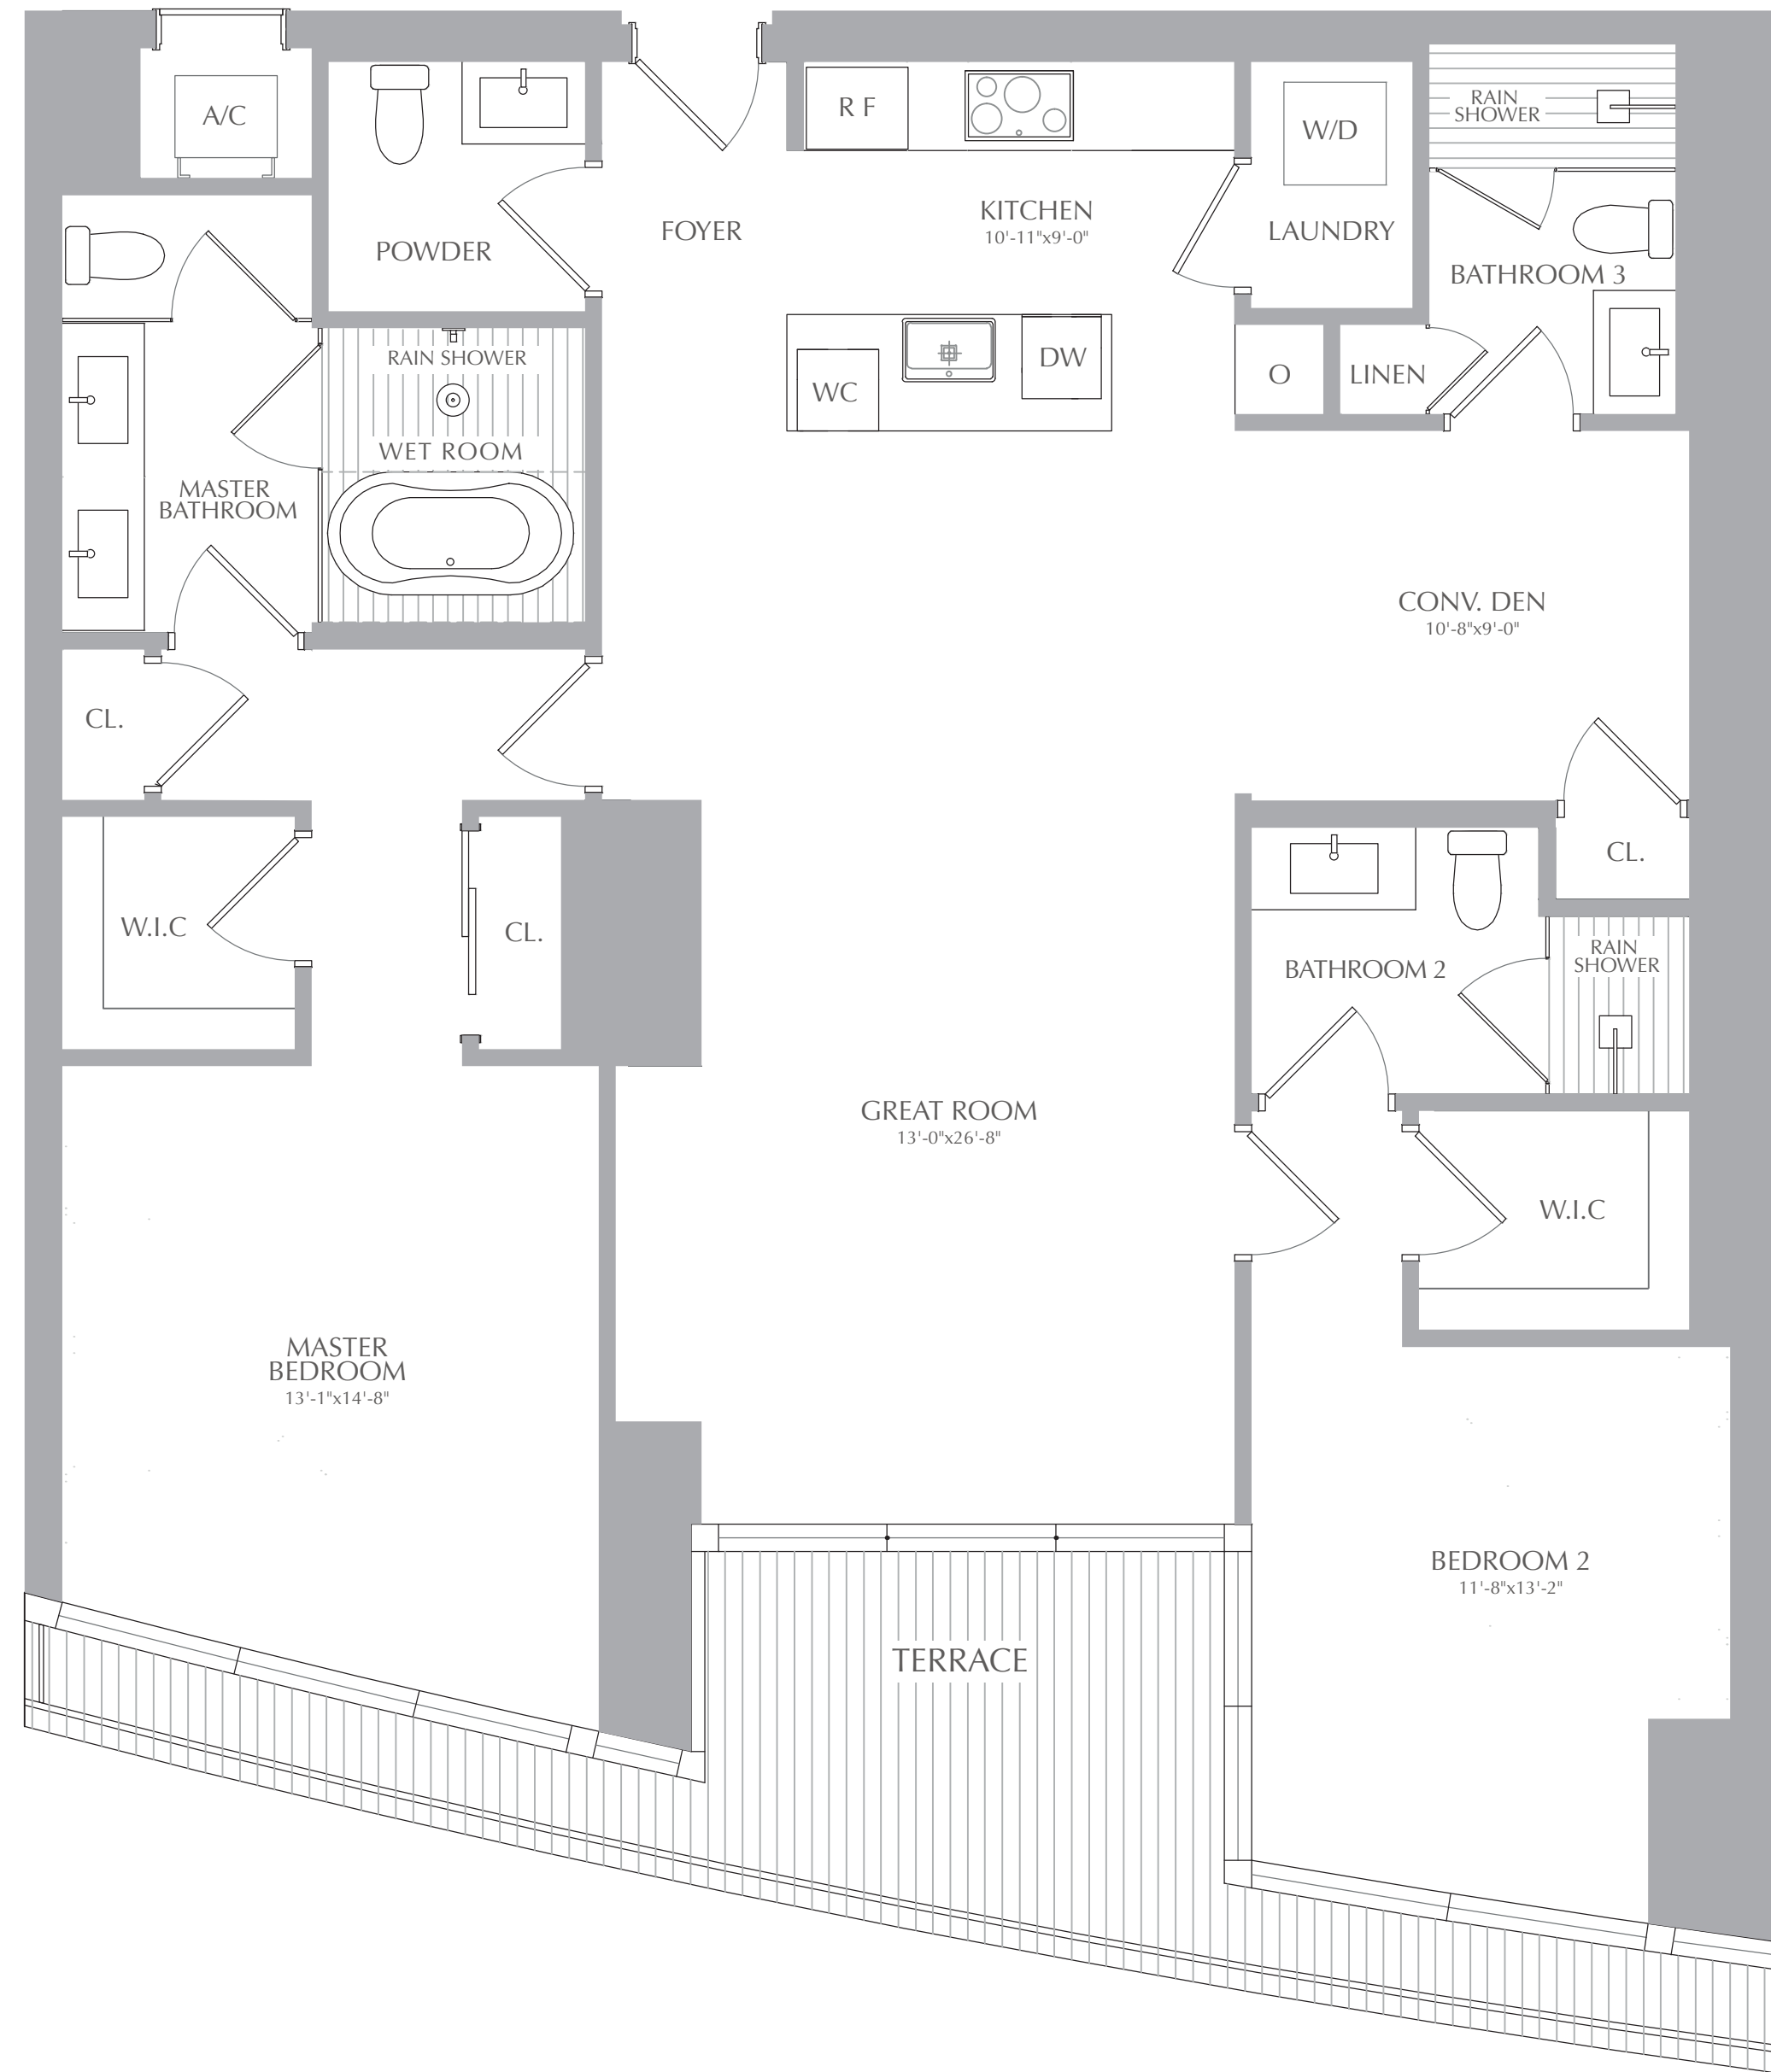 A/C
R F
W/D
RAIN
SHOWER
POWDER
FOYER
KITCHEN
10'-11"x9'-0"
LAUNDRY
BATHROOM 3
RAIN SHOWER
WC
DW
O
LINEN
WET ROOM
MASTER
BATHROOM
CONV. DEN
10'-8"x9'-0"
CL.
CL.
W.I.C
CL.
BATHROOM 2
RAIN
SHOWER
GREAT ROOM
13'-0"x26'-8"
W.I.C
MASTER
BEDROOM
13'-1"x14'-8"
BEDROOM 2
11'-8"x13'-2"
TERRACE